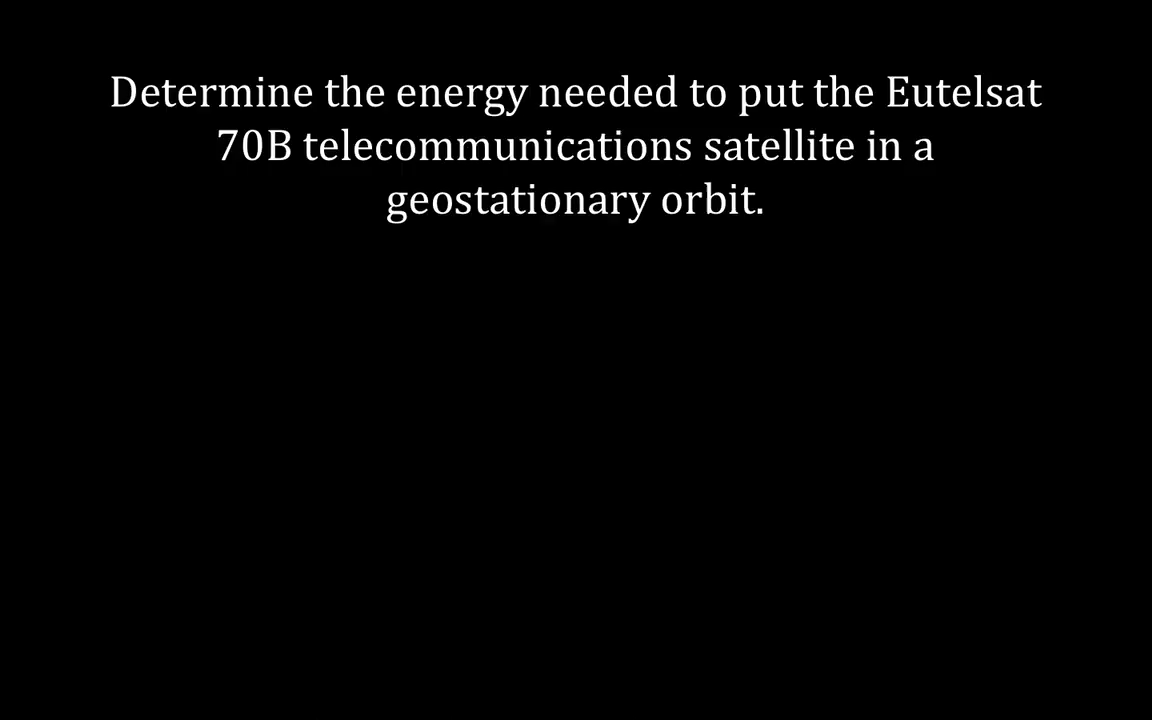 Determine the energy needed to put the Eutelsat
70B telecommunications satellite in a
geostationary orbit.